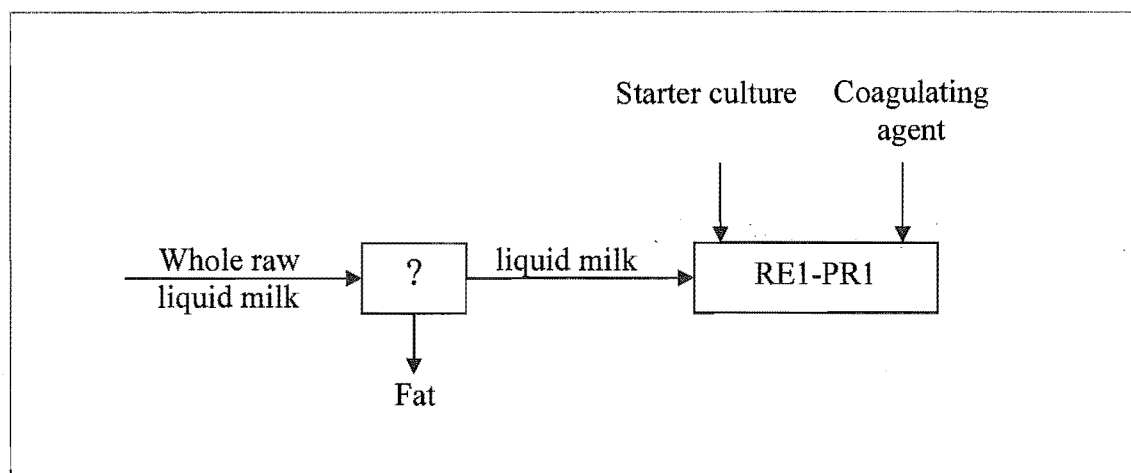 Starter culture
Coagulating
agent
Whole raw
liquid milk
?
liquid milk
RE1-PR1
Fat